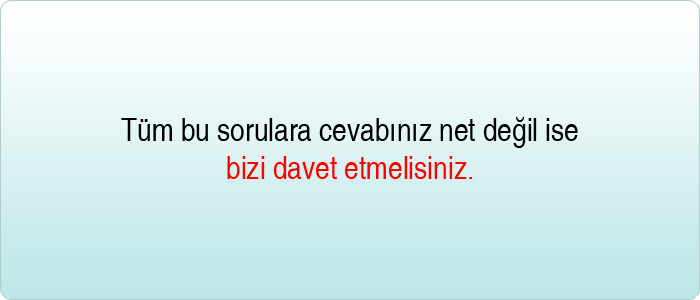 Tüm bu sorulara cevabınız net değil ise
bizi davet etmelisiniz.